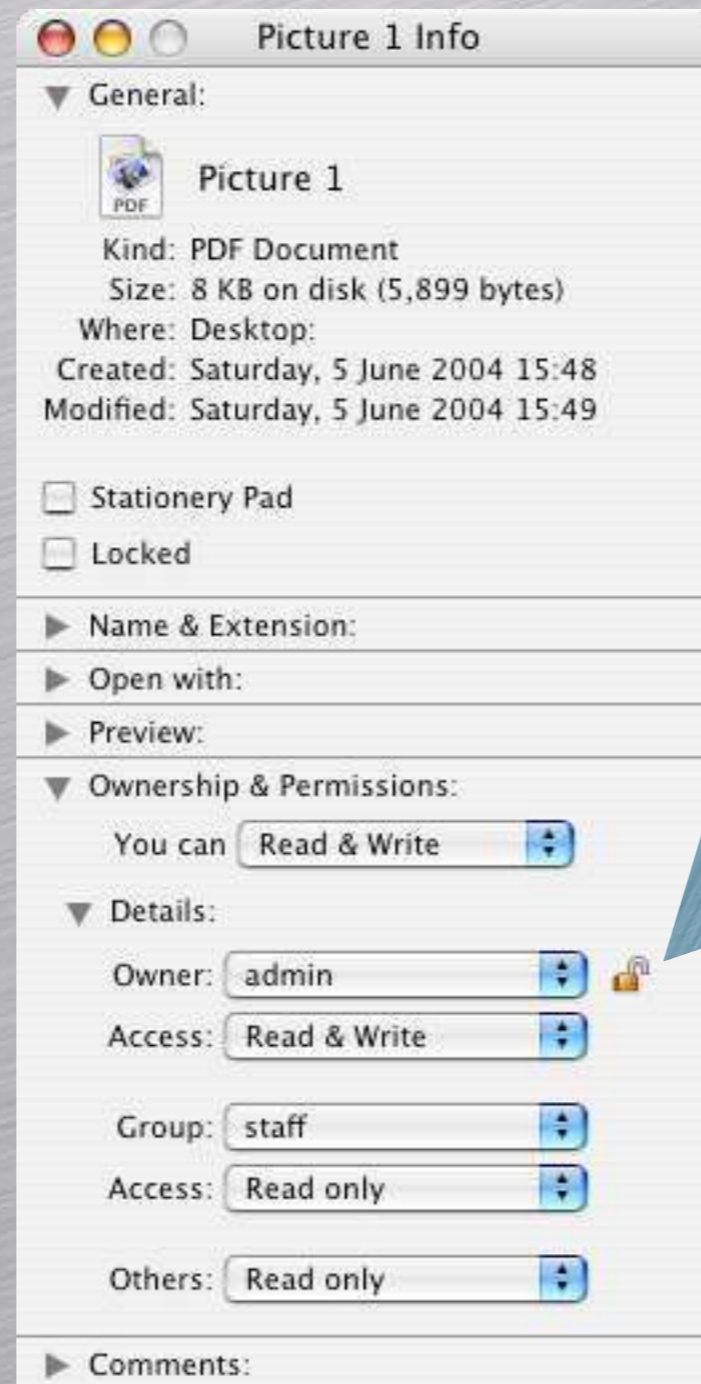 Picture 1 Info
General:
PDF
Picture 1
Kind: PDF Document
Size: 8 KB on disk (5,899 bytes)
Where: Desktop:
Created: Saturday, 5 June 2004 15:48
Modified: Saturday, 5 June 2004 15:49
Stationery Pad
Locked
Name & Extension:
Open with:
Preview:
Ownership & Permissions:
You can Read & Write
Details:
Owner: admin
Access: Read & Write
Group: staff
Access: Read only
Others: Read only
Comments: